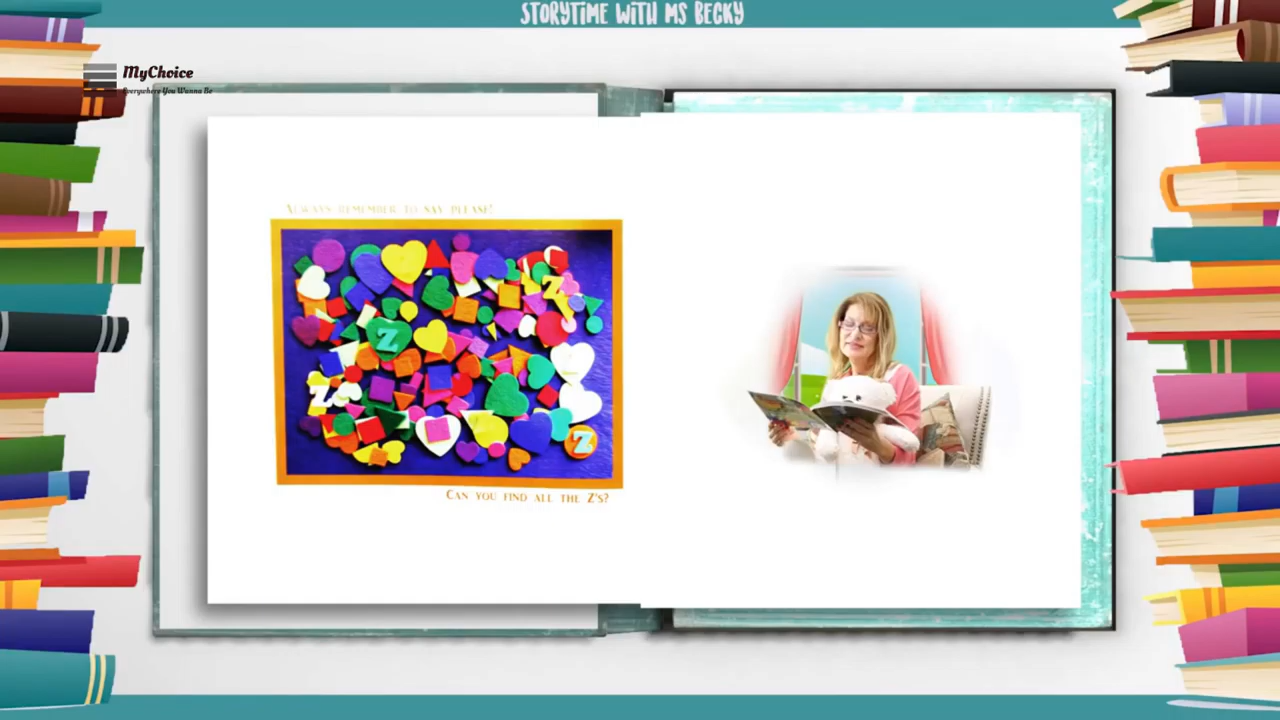 STORYTIME WITH MS BECKY
MyChoice
Everywhere You Wanna Be
ALWAYS REMEMBER TO SAY PLEASE!
Z
Z
Z
Z
CAN YOU FIND ALL THE Z'S?